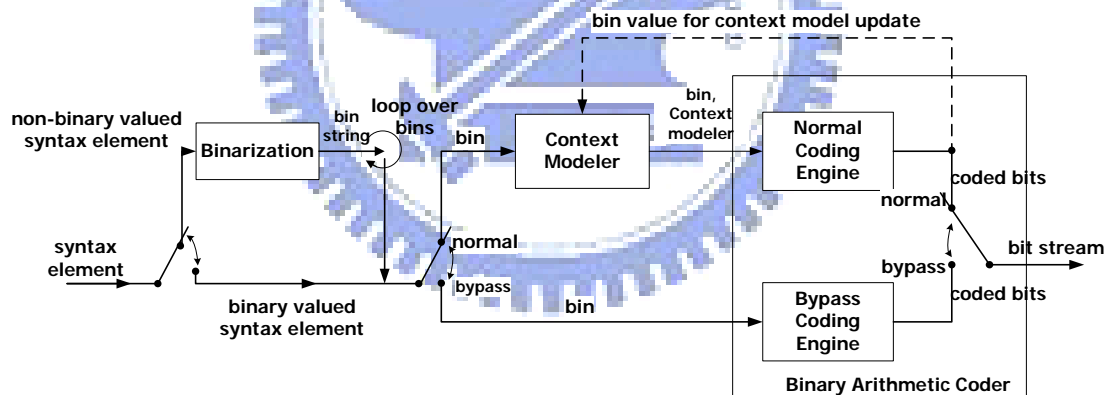 bin value for context model update
non-binary valued
syntax element
bin
string
loop over
bins
Binarization
bin
Context
Modeler
bin,
Context
modeler
Normal
Coding
Engine
coded bits
normal
syntax
element
normal
bypass
binary valued
syntax element
bin
Bypass
Coding
Engine
bypass
coded bits
bit stream
Binary Arithmetic Coder